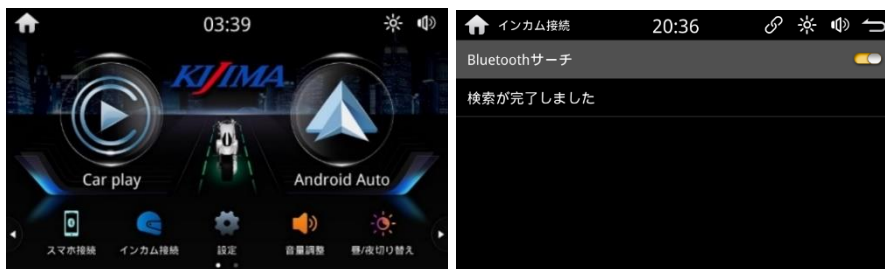 03:39
KIJIMA
Car play
Android Auto
スマホ接続
インカム接続
設定
音量調整
昼/夜切り替え
インカム接続
20:36
Bluetoothサーチ
検索が完了しました